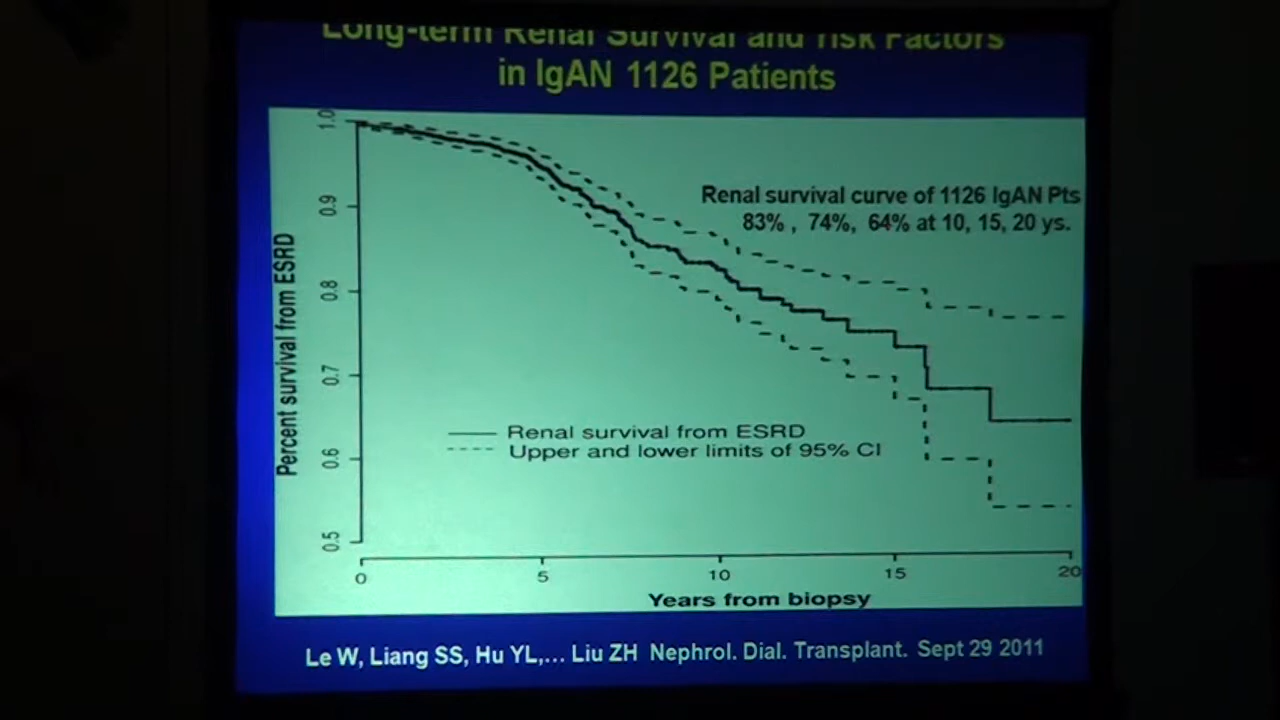 Long-term Renal Survival and risk Factors
in IgAN 1126 Patients
Renal survival curve of 1126 IgAN Pts
83% , 74%, 64% at 10, 15, 20 ys.
Percent survival from ESRD
1.0
0.9
0.8
0.7
0.6
0.5
Renal survival from ESRD
Upper and lower limits of 95% CI
0 5 10 15 20
Years from biopsy
Le W, Liang SS, Hu YL,... Liu ZH Nephrol. Dial. Transplant. Sept 29 2011